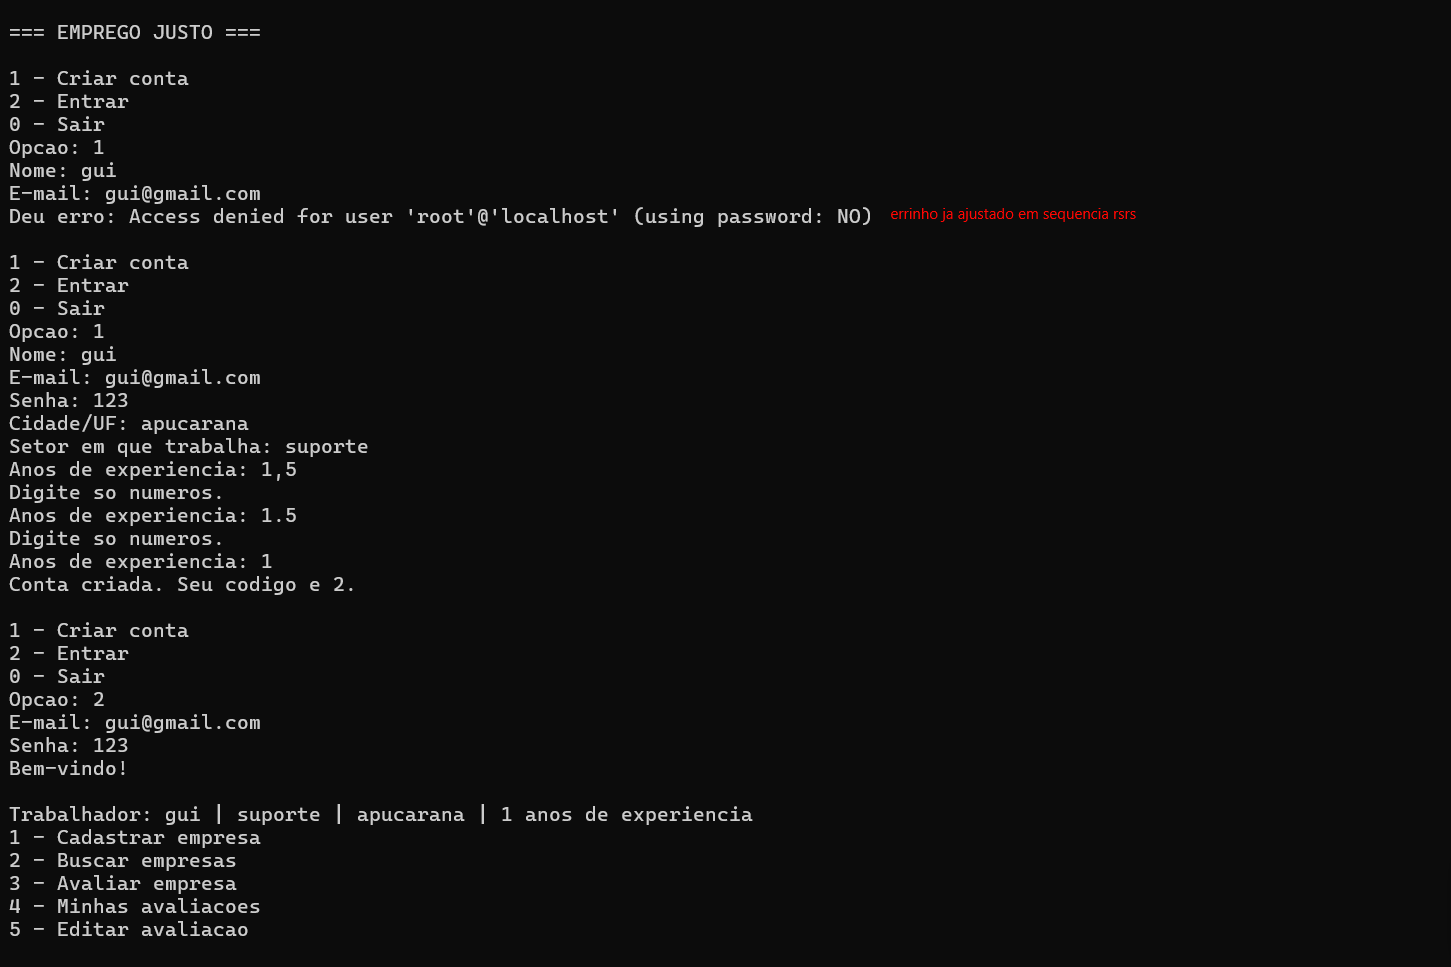 === EMPREGO JUSTO ===
1 - Criar conta
2 - Entrar
0 - Sair
Opcao: 1
Nome: gui
E-mail: gui@gmail.com
Deu erro: Access denied for user 'root'@'localhost' (using password: NO) errinho ja ajustado em sequencia rsrs
1 - Criar conta
2 - Entrar
0 - Sair
Opcao: 1
Nome: gui
E-mail: gui@gmail.com
Senha: 123
Cidade/UF: apucarana
Setor em que trabalha: suporte
Anos de experiencia: 1,5
Digite so numeros.
Anos de experiencia: 1.5
Digite so numeros.
Anos de experiencia: 1
Conta criada. Seu codigo e 2.
1 - Criar conta
2 - Entrar
0 - Sair
Opcao: 2
E-mail: gui@gmail.com
Senha: 123
Bem-vindo!
Trabalhador: gui | suporte | apucarana | 1 anos de experiencia
1 - Cadastrar empresa
2 - Buscar empresas
3 - Avaliar empresa
4 - Minhas avaliacoes
5 - Editar avaliacao